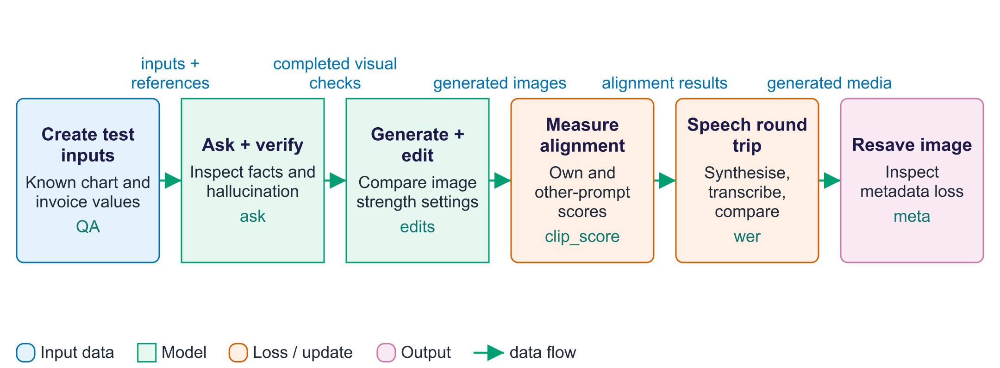 inputs +
references
completed visual
checks
generated images
alignment results
generated media
Create test
inputs
Known chart and
invoice values
QA
Ask + verify
Inspect facts and
hallucination
ask
Generate +
edit
Compare image
strength settings
edits
Measure
alignment
Own and
other-prompt
scores
clip_score
Speech round
trip
Synthesise,
transcribe,
compare
wer
Resave image
Inspect
metadata loss
meta
Input data
Model
Loss / update
Output
data flow